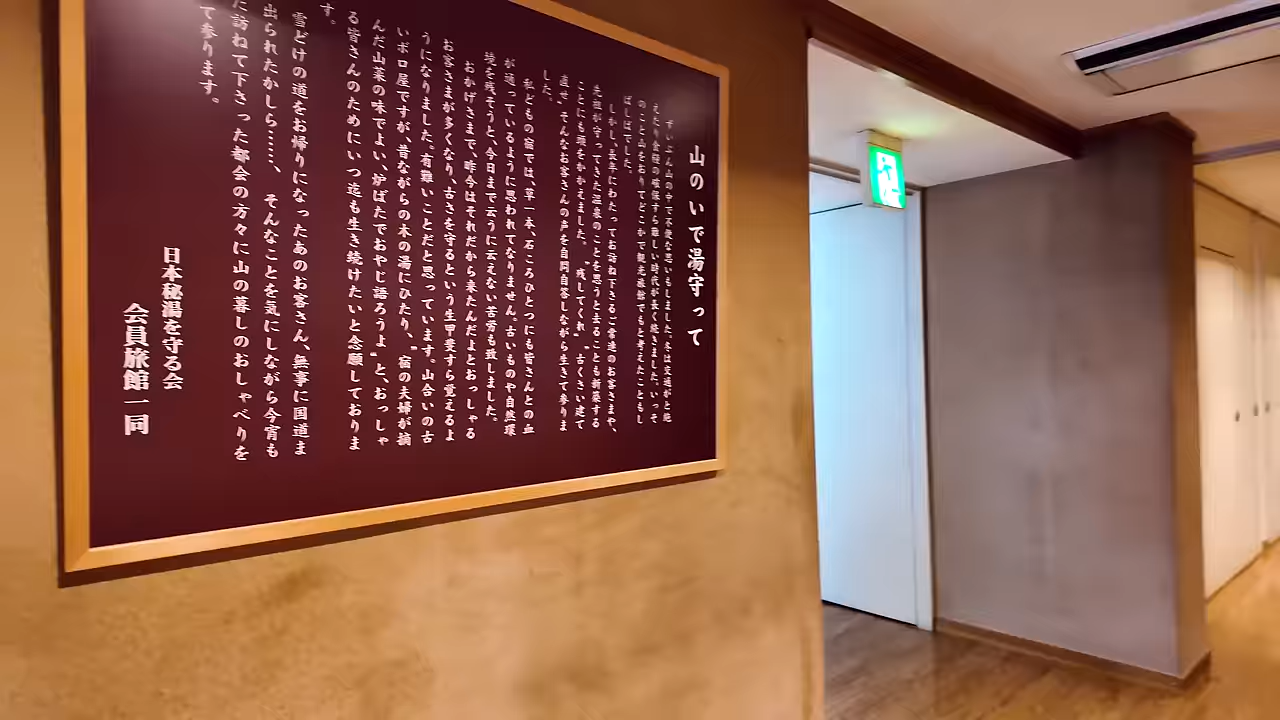 山のいで湯守って
ずいぶん山の中で不便な思いもしました。冬は交通がと絶
えたり食糧の確保すら難しい時代が長く続きました。いっそ
のこと山をおりてどこかで観光旅館でもと考えたこともし
ばしばでした。
しかし、長年にわたってお訪ね下さるご常連のお客さまや、
先祖が守ってきた温泉のことを思うと去ることも新築する
ことにも頭をかかえました。〝残してくれ〟〝古くさい建て
直せ〟そんなお客さんの声を自問自答しながら生きて参りま
した。
私どもの宿では、草一本、石ころひとつにも皆さんとの血
が通っているように思われてなりません。古いものや自然環
境を残そうと、今日まで云うに云えない苦労も致しました。
おかげさまで、昨今はそれだから来たんだよとおっしゃる
お客さまが多くなり、古さを守るという生甲斐すら覚えるよ
うになりました。有難いことだと思っています。山合いの古
いボロ屋ですが、昔ながらの木の湯にひたり、〝宿の夫婦が摘
んだ山菜の味でよい、炉ばたでおやじ語ろうよ〟と、おっしゃ
る皆さんのためにいつ迄も生き続けたいと念願しておりま
す。
雪どけの道をお帰りになったあのお客さん、無事に国道ま
出られたかしら……、そんなことを気にしながら今宵も
訪ねて下さった都会の方々に山の暮しのおしゃべりを
て参ります。
日本秘湯を守る会
会員旅館一同